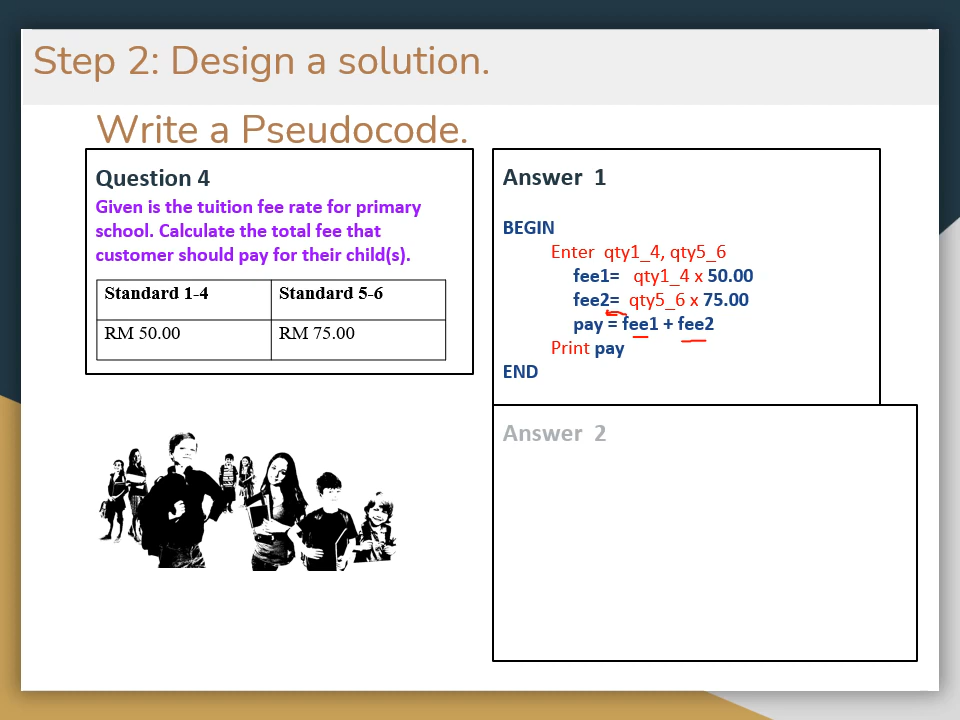 Step 2: Design a solution.
Write a Pseudocode.
Question 4
Given is the tuition fee rate for primary
school. Calculate the total fee that
customer should pay for their child(s).
Standard 1-4 Standard 5-6
RM 50.00 RM 75.00
Answer 1
BEGIN
Enter qty1_4, qty5_6
fee1= qty1_4 x 50.00
fee2= qty5_6 x 75.00
pay = fee1 + fee2
Print pay
END
Answer 2